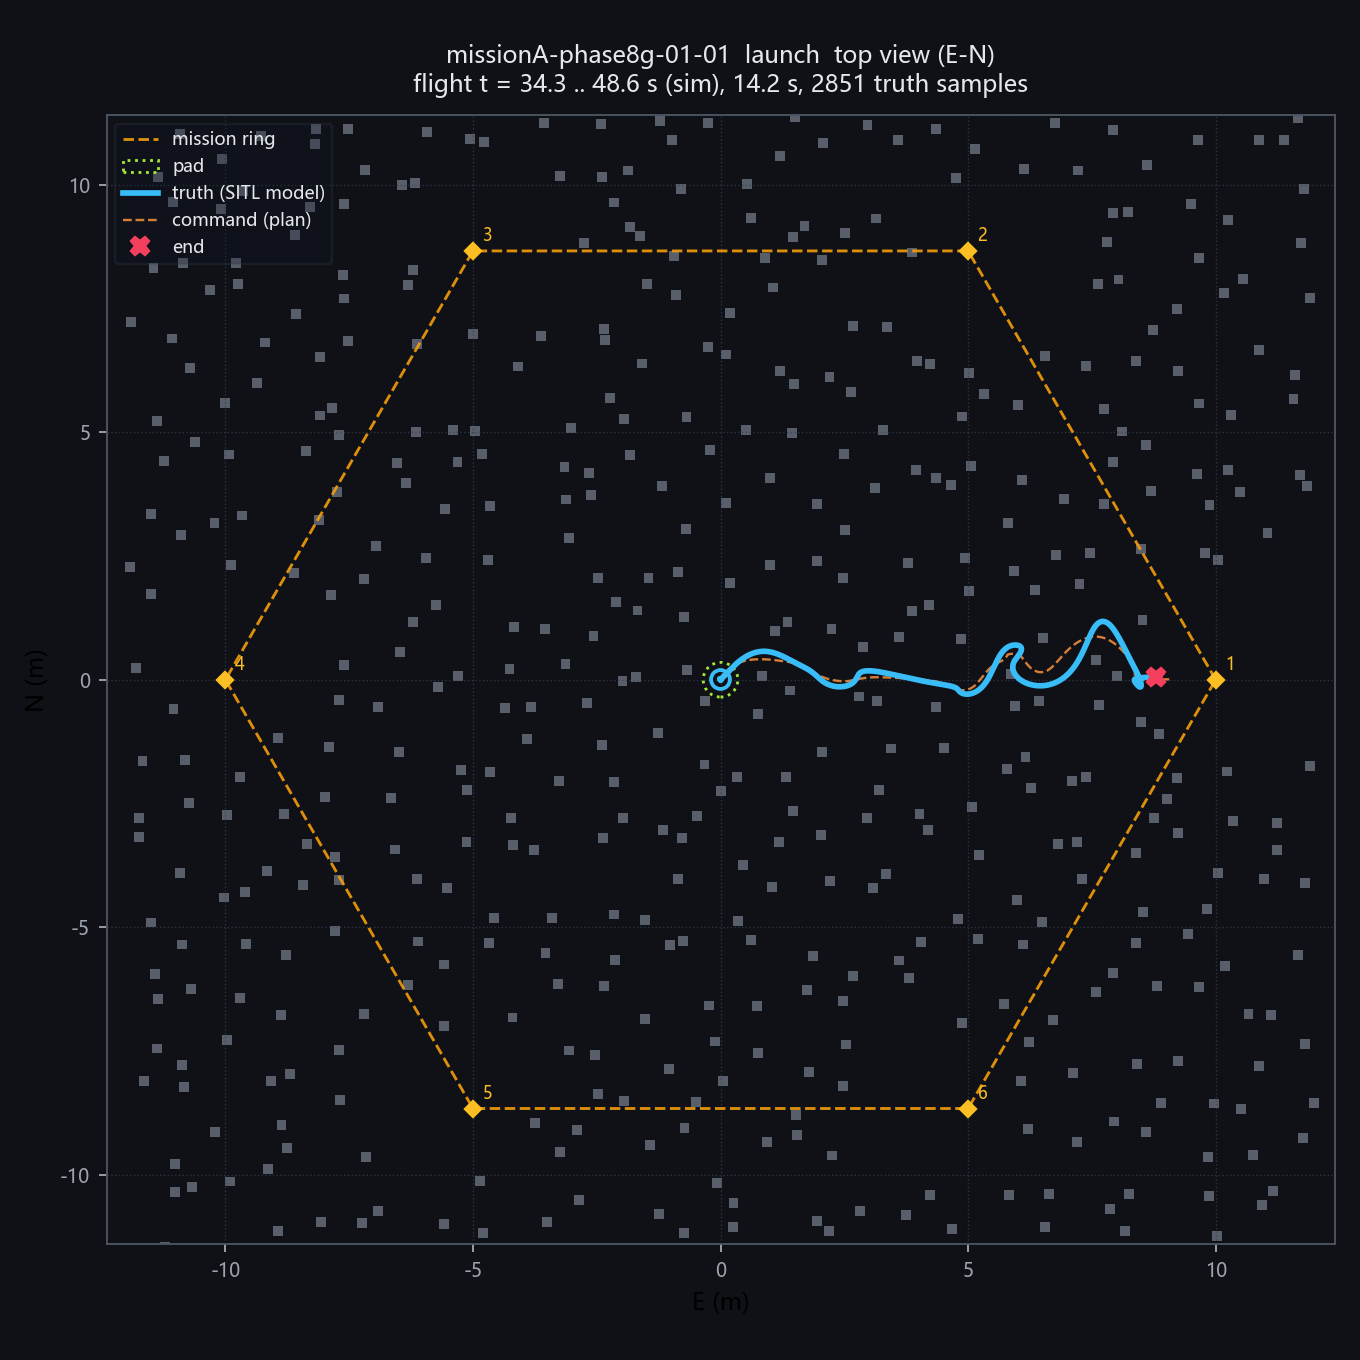 missionA-phase8g-01-01 launch top view (E-N)
flight t = 34.3 .. 48.6 s (sim), 14.2 s, 2851 truth samples
mission ring
pad
truth (SITL model)
command (plan)
end
3
2
4
1
5
6
10
5
0
-5
-10
N (m)
-10
-5
0
5
10
E (m)